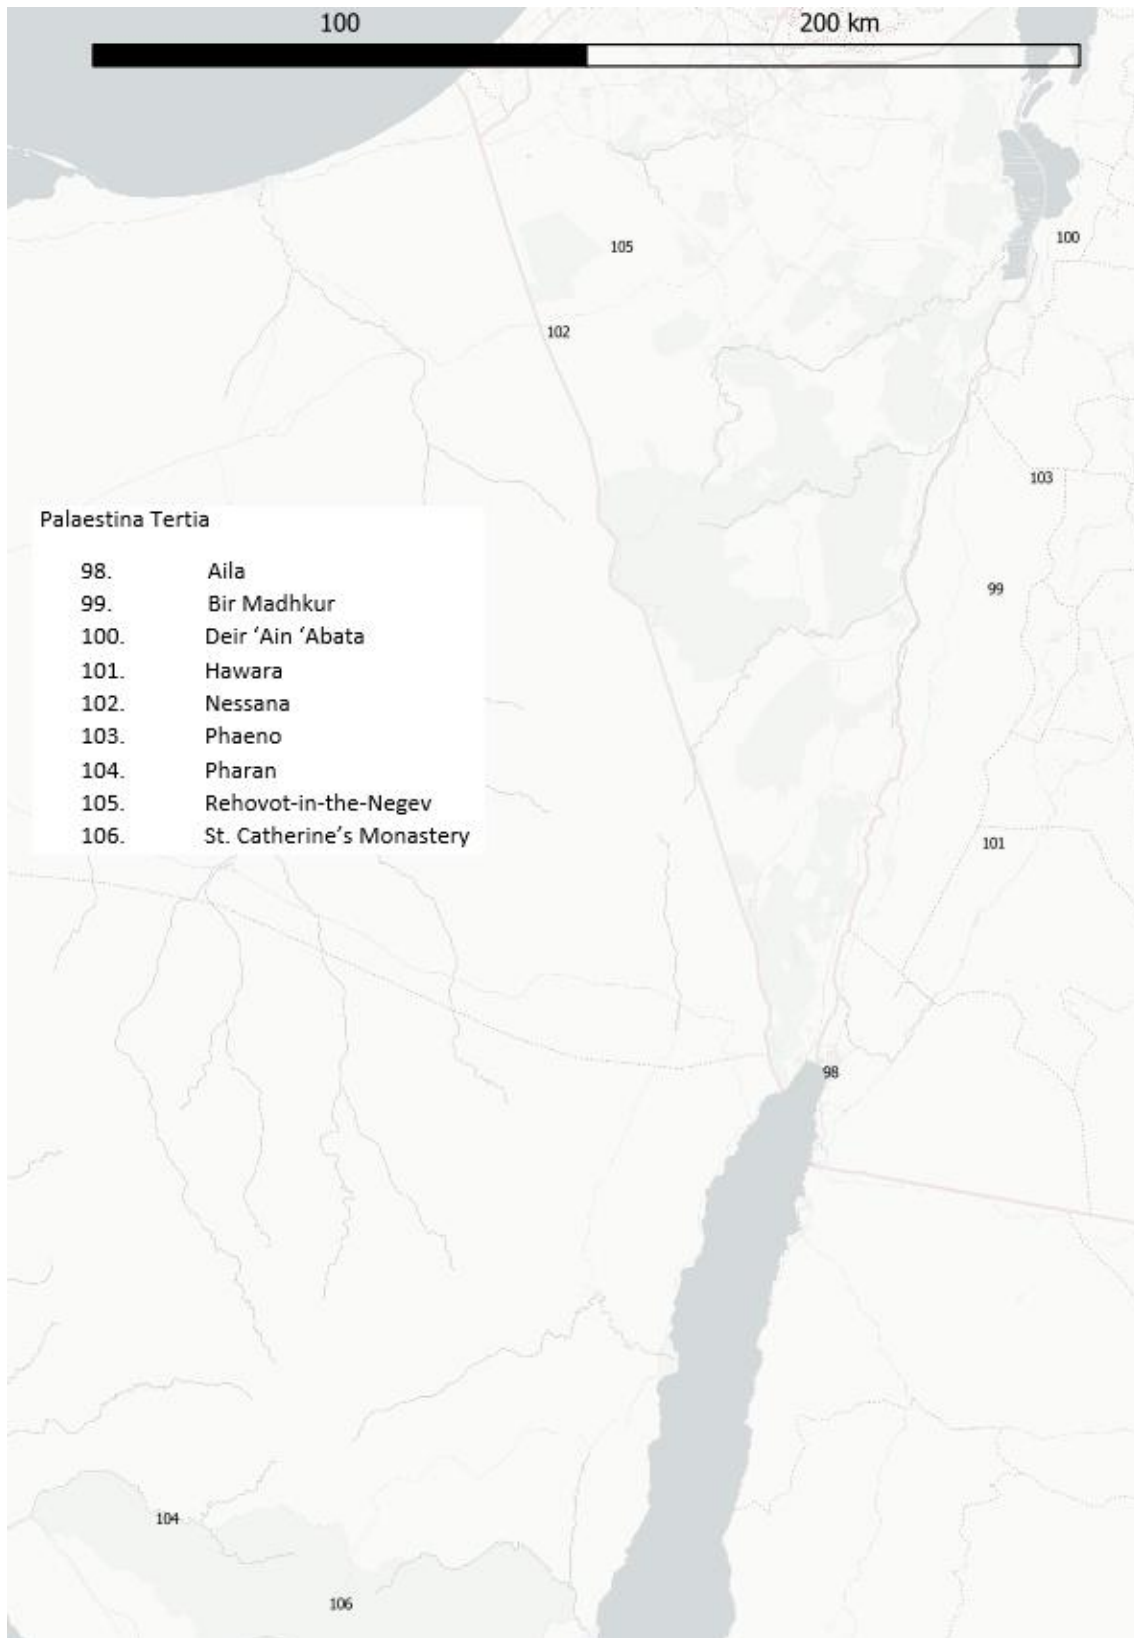 100 200 km
100
105
102
103
Palaestina Tertia
98. Aila
99. Bir Madhkur
100. Deir ‘Ain ‘Abata
101. Hawara
102. Nessana
103. Phaeno
104. Pharan
105. Rehovot-in-the-Negev
106. St. Catherine’s Monastery
99
101
98
104
106